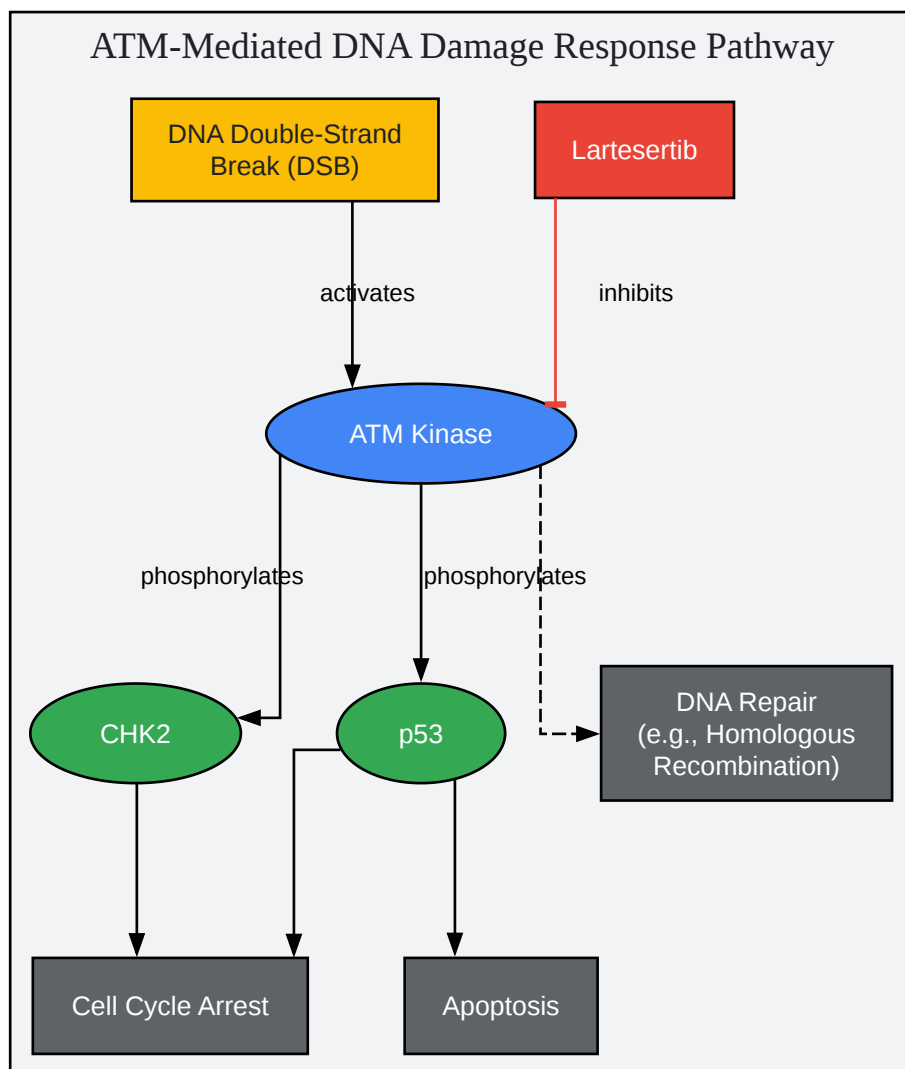 ATM-Mediated DNA Damage Response Pathway
DNA Double-Strand
Break (DSB)
Lartesertib
activates
inhibits
ATM Kinase
phosphorylates
phosphorylates
CHK2
p53
DNA Repair
(e.g., Homologous
Recombination)
Cell Cycle Arrest
Apoptosis